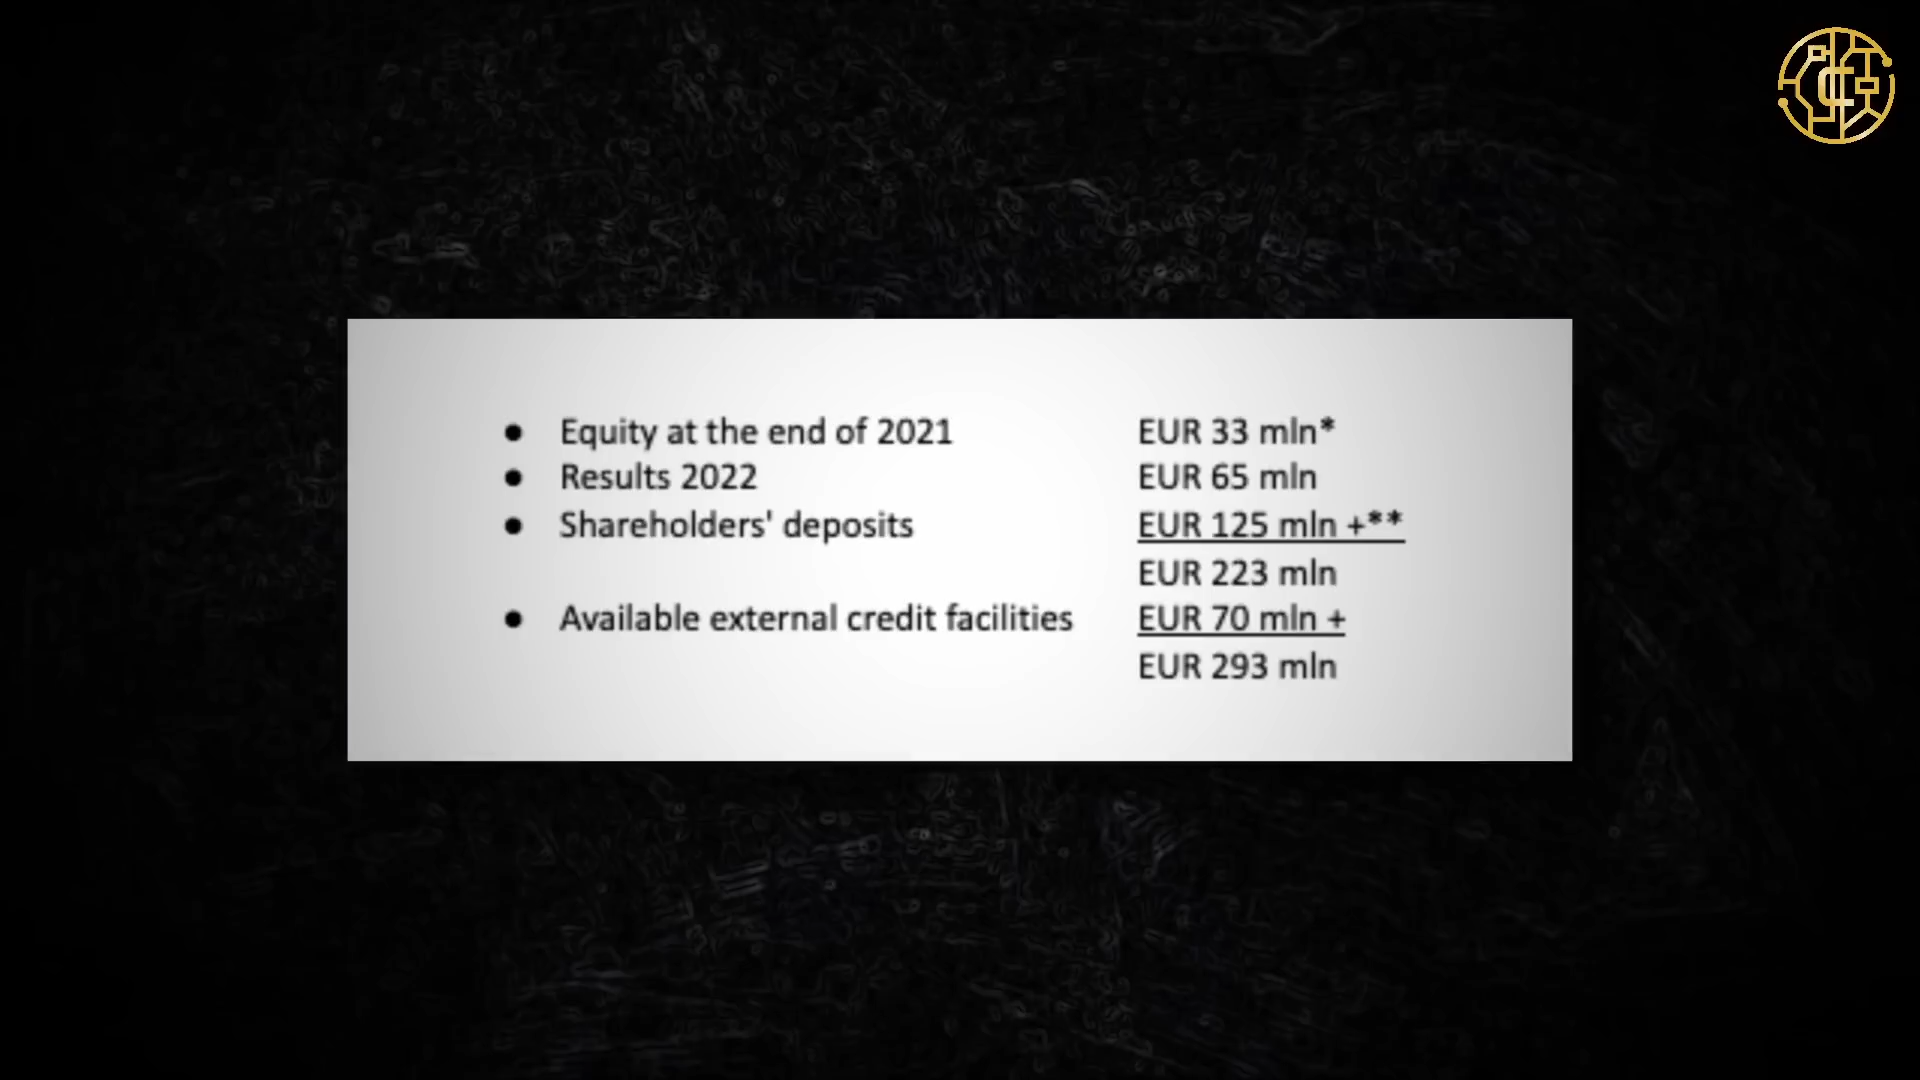 ● Equity at the end of 2021 EUR 33 mln*
● Results 2022 EUR 65 mln
● Shareholders' deposits EUR 125 mln +**
EUR 223 mln
● Available external credit facilities EUR 70 mln +
EUR 293 mln